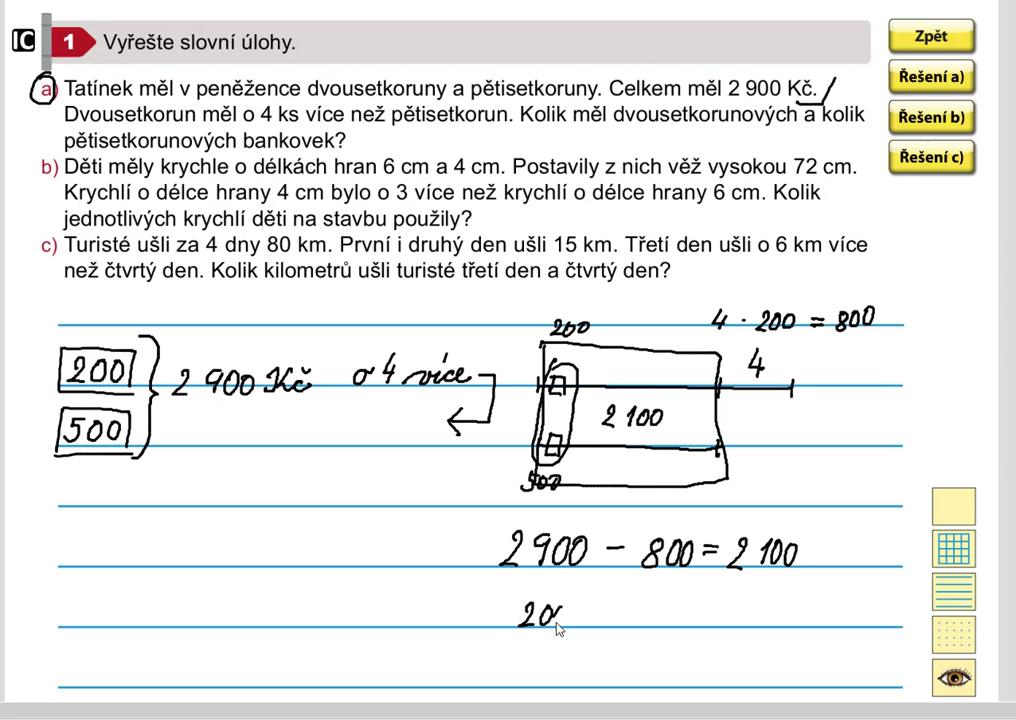 IC 1 Vyřešte slovní úlohy.
Zpět
Řešení a)
Řešení b)
Řešení c)
a) Tatínek měl v peněžence dvousetkoruny a pětisetkoruny. Celkem měl 2 900 Kč.
Dvousetkorun měl o 4 ks více než pětisetkorun. Kolik měl dvousetkorunových a kolik
pětisetkorunových bankovek?
b) Děti měly krychle o délkách hran 6 cm a 4 cm. Postavily z nich věž vysokou 72 cm.
Krychlí o délce hrany 4 cm bylo o 3 více než krychlí o délce hrany 6 cm. Kolik
jednotlivých krychlí děti na stavbu použily?
c) Turisté ušli za 4 dny 80 km. První i druhý den ušli 15 km. Třetí den ušli o 6 km více
než čtvrtý den. Kolik kilometrů ušli turisté třetí den a čtvrtý den?
200 4 · 200 = 800
200 2 900 Kč o 4 více 4
500 2 100
500
2 900 - 800 = 2 100
20